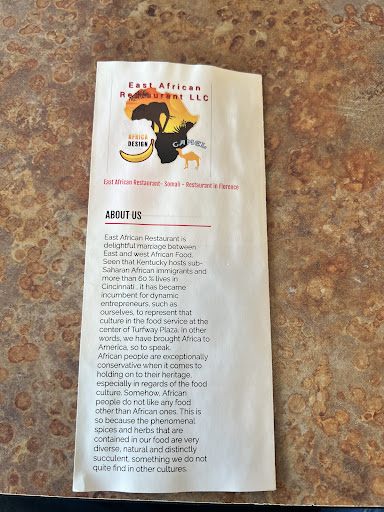 East African
Restaurant LLC
AFRICA
DESIGN
CAMEL
East African Restaurant- Somali - Restaurant in Florence
ABOUT US
East African Restaurant is
delightful marriage between
East and west African Food.
Seen that Kentucky hosts sub-
Saharan African immigrants and
more than 60 % lives in
Cincinnati , it has became
incumbent for dynamic
entrepreneurs, such as
ourselves, to represent that
culture in the food service at the
center of Turfway Plaza. In other
words, we have brought Africa to
America, so to speak.
African people are exceptionally
conservative when it comes to
holding on to their heritage,
especially in regards of the food
culture. Somehow, African
people do not like any food
other than African ones. This is
so because the phenomenal
spices and herbs that are
contained in our food are very
diverse, natural and distinctly
succulent, something we do not
quite find in other cultures.